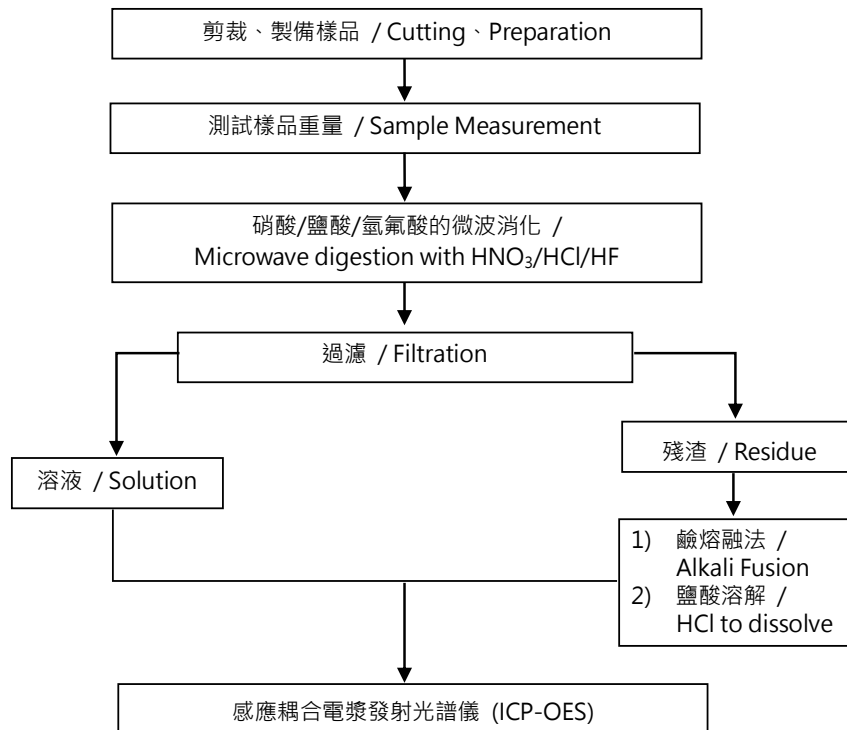 剪裁、製備樣品 / Cutting、Preparation
測試樣品重量 / Sample Measurement
硝酸/鹽酸/氫氟酸的微波消化 /
Microwave digestion with HNO₃/HCl/HF
過濾 / Filtration
溶液 / Solution
殘渣 / Residue
1) 鹼熔融法 /
Alkali Fusion
2) 鹽酸溶解 /
HCl to dissolve
感應耦合電漿發射光譜儀 (ICP-OES)